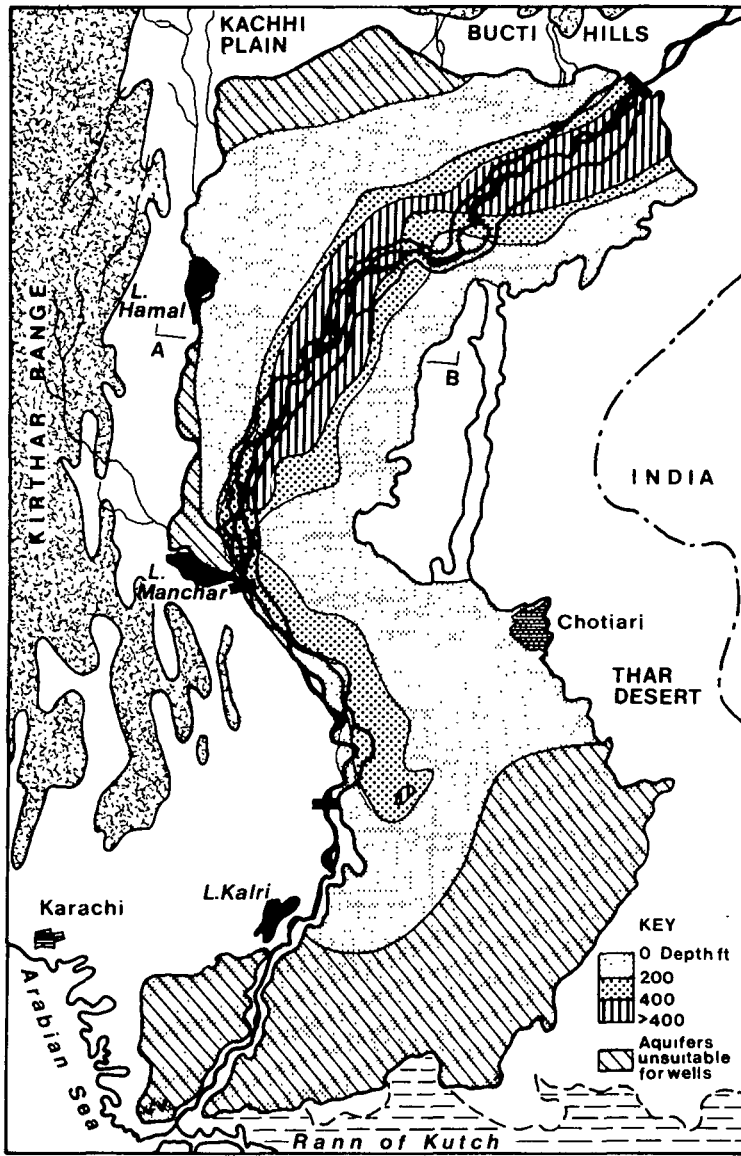 KACHHI
PLAIN
BUCTI HILLS
KIRTHAR RANGE
L.
Hamal
A
B
INDIA
L.
Manchar
Chotiari
THAR
DESERT
L.Kalri
Karachi
Arabian Sea
KEY
0 Depth ft
200
400
>400
Aquifers
unsuitable
for wells
Rann of Kutch